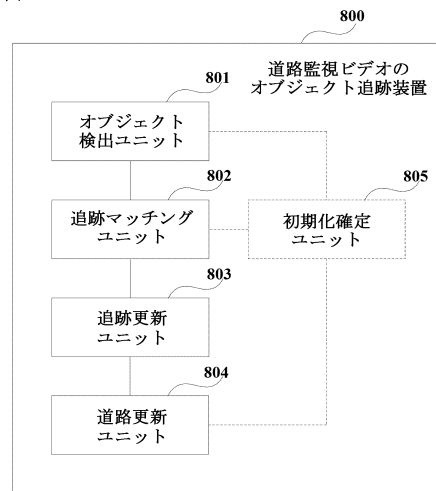 800
道路監視ビデオの
オブジェクト追跡装置
801
オブジェクト
検出ユニット
802
追跡マッチング
ユニット
805
初期化確定
ユニット
803
追跡更新
ユニット
804
道路更新
ユニット